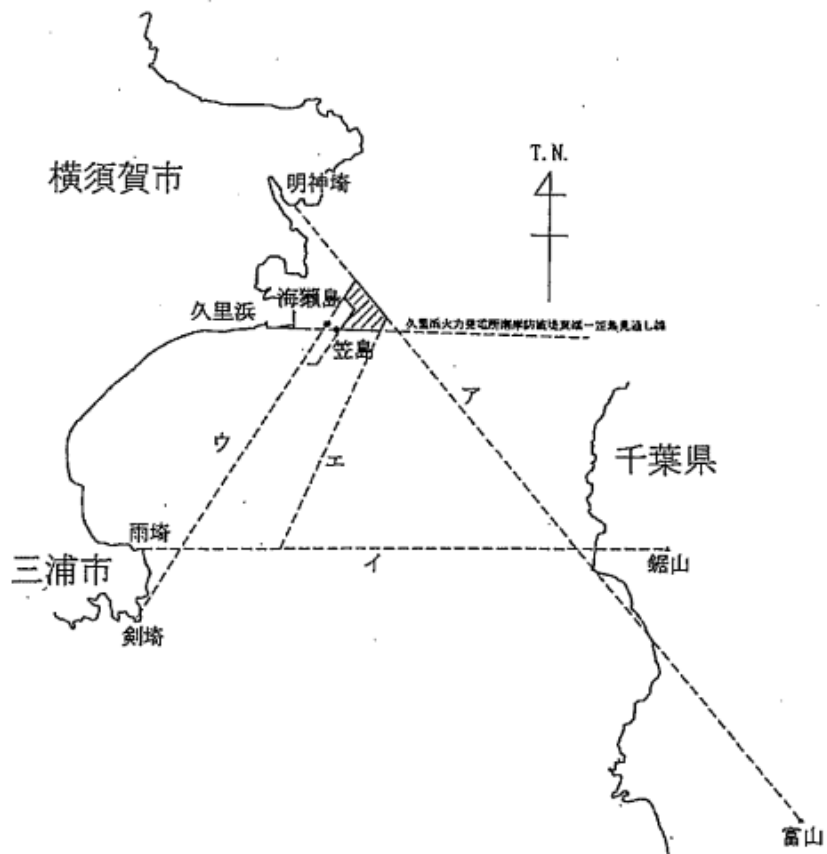 T.N.
横須賀市
明神埼
海獺島
久里浜
久里浜火力発電所南岸防波堤突端-笠島見通し線
笠島
ア
ウ
エ
千葉県
雨埼
鋸山
イ
三浦市
剣埼
富山